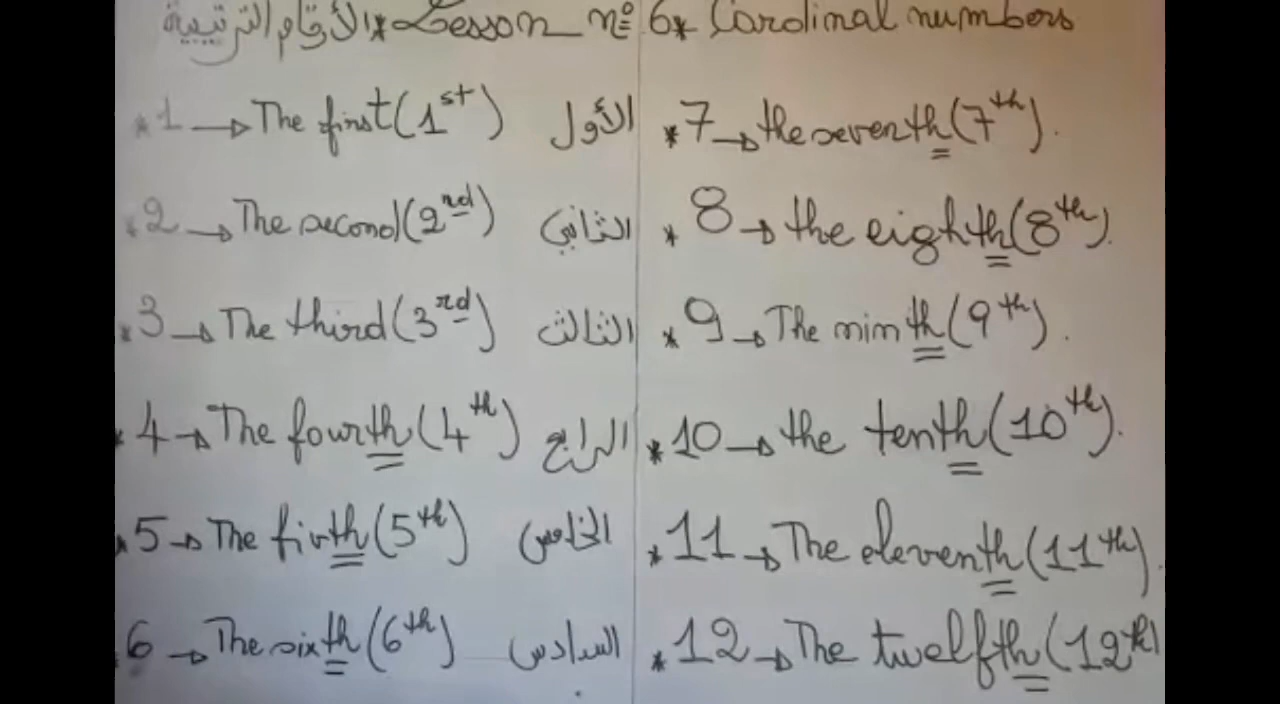 الأرقام الترتيبية * Lesson nº 6 * Cardinal numbers
*1 → The first (1st) الأول
*2 → The second (2nd) الثاني
*3 → The third (3rd) الثالث
*4 → The fourth (4th) الرابع
*5 → The firth (5th) الخامس
*6 → The sixth (6th) السادس
*7 → the seventh (7th).
*8 → the eighth (8th).
*9 → The ninth (9th).
*10 → the tenth (10th).
*11 → The eleventh (11th).
*12 → The twelfth (12th)